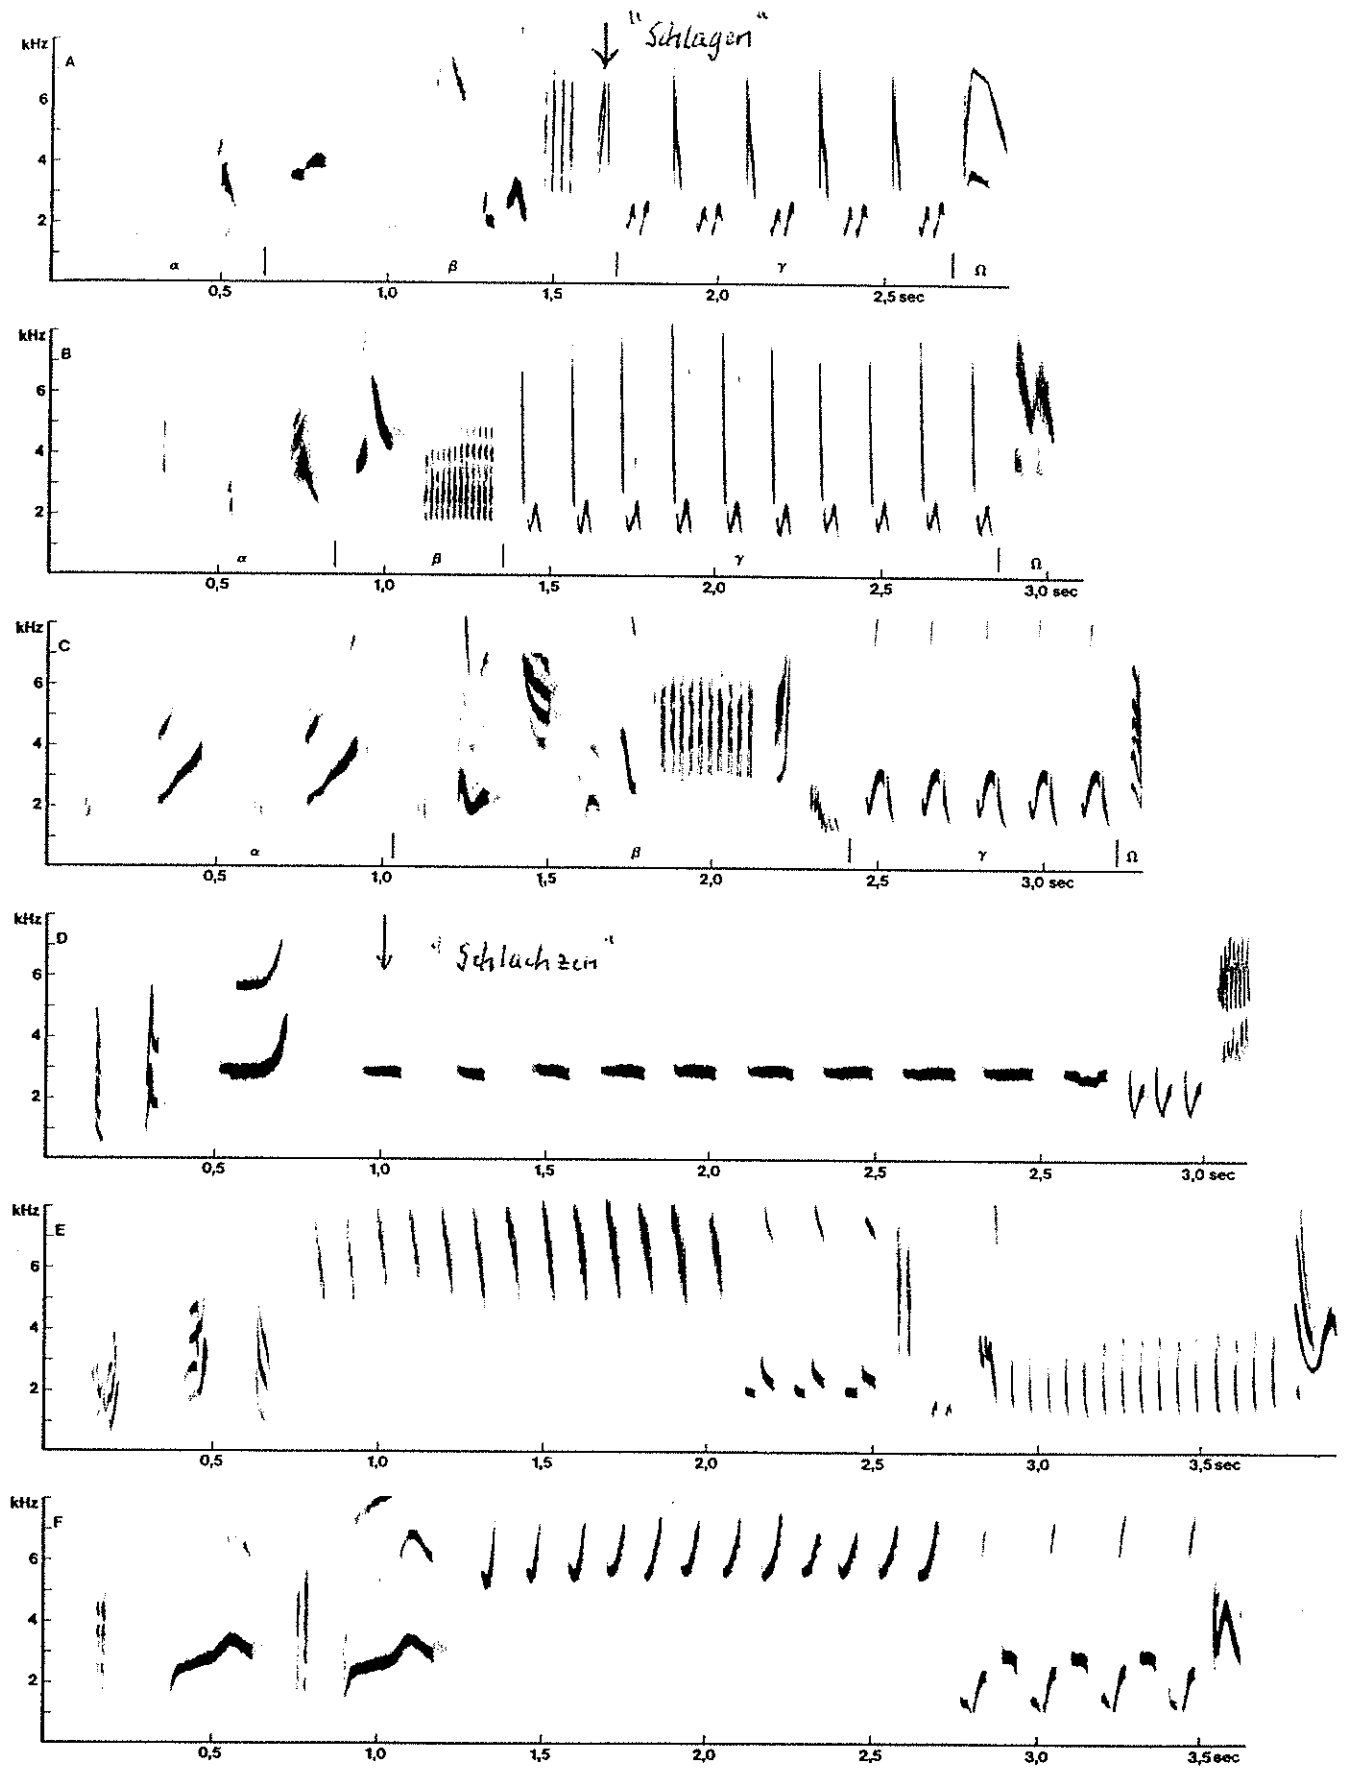 "Schlagen"
kHz
A
6
4
2
α β γ Ω
0,5 1,0 1,5 2,0 2,5 sec
kHz
B
6
4
2
α β γ Ω
0,5 1,0 1,5 2,0 2,5 3,0 sec
kHz
C
6
4
2
α β γ Ω
0,5 1,0 1,5 2,0 2,5 3,0 sec
kHz
D
"Schlachzen"
6
4
2
0,5 1,0 1,5 2,0 2,5 2,5 3,0 sec
kHz
E
6
4
2
0,5 1,0 1,5 2,0 2,5 3,0 3,5 sec
kHz
F
6
4
2
0,5 1,0 1,5 2,0 2,5 3,0 3,5 sec